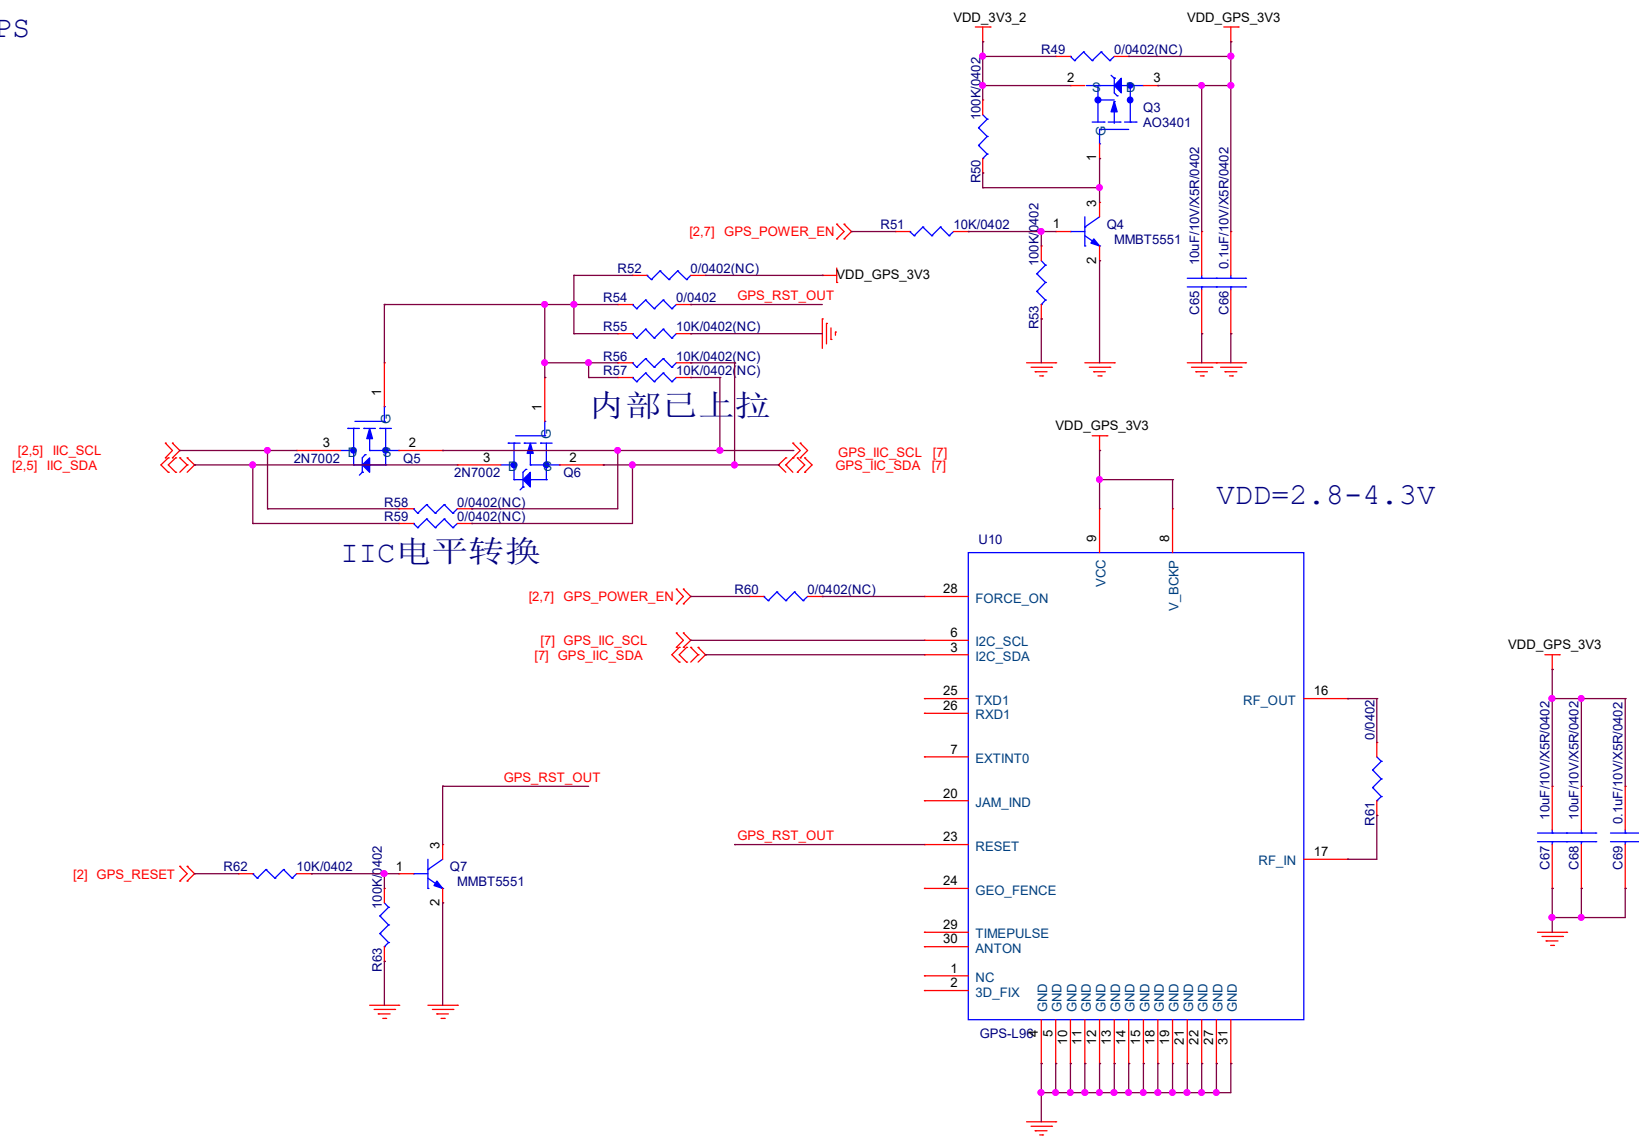 PS
VDD_3V3_2
VDD_GPS_3V3
R49 0/0402(NC)
2 3
S D
G
Q3
AO3401
1
100K/0402
R50
[2,7] GPS_POWER_EN
R51 10K/0402
1
3
2
Q4
MMBT5551
100K/0402
R53
10uF/10V/X5R/0402
C65
0.1uF/10V/X5R/0402
C66
R52 0/0402(NC)
VDD_GPS_3V3
R54 0/0402 GPS_RST_OUT
R55 10K/0402(NC)
R56 10K/0402(NC)
R57 10K/0402(NC)
内部已上拉
1
1
G
G
[2,5] IIC_SCL
[2,5] IIC_SDA
3 2
2N7002 Q5
D S
3 2
2N7002 Q6
D S
GPS_IIC_SCL [7]
GPS_IIC_SDA [7]
R58 0/0402(NC)
R59 0/0402(NC)
IIC电平转换
VDD_GPS_3V3
VDD=2.8-4.3V
U10
9
8
VCC
V_BCKP
[2,7] GPS_POWER_EN
R60 0/0402(NC)
28 FORCE_ON
[7] GPS_IIC_SCL
[7] GPS_IIC_SDA
6 I2C_SCL
3 I2C_SDA
25 TXD1
26 RXD1
7 EXTINT0
20 JAM_IND
GPS_RST_OUT
23 RESET
24 GEO_FENCE
29 TIMEPULSE
30 ANTON
1 NC
2 3D_FIX
RF_OUT 16
RF_IN 17
0/0402
R61
GND GND GND GND GND GND GND GND GND GND GND GND GND GND
GPS-L96
4 5 10 11 12 13 14 15 18 19 21 22 27 31
VDD_GPS_3V3
10uF/10V/X5R/0402
C67
10uF/10V/X5R/0402
C68
0.1uF/10V/X5R/0402
C69
GPS_RST_OUT
[2] GPS_RESET
R62 10K/0402
1
3
2
Q7
MMBT5551
100K/0402
R63